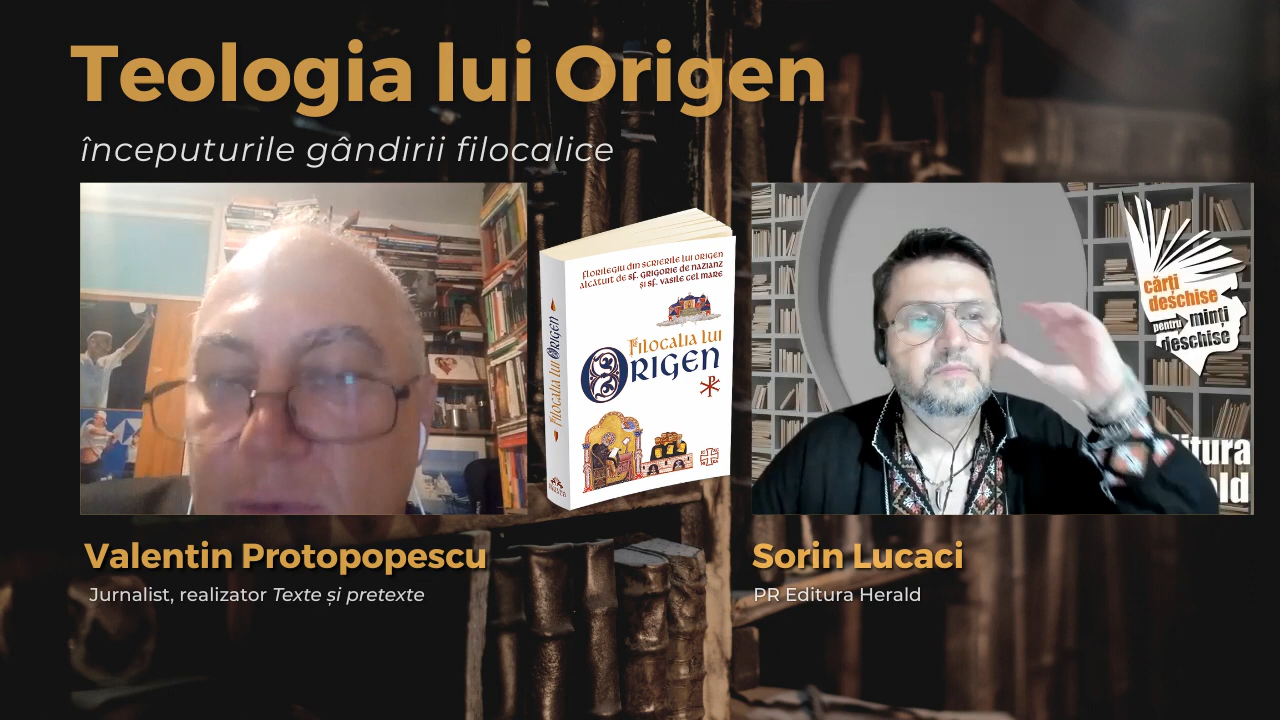 Teologia lui Origen
începuturile gândirii filocalice
florilegiu din scrierile lui origen
alcătuit de sf. grigorie de nazianz
și sf. vasile cel mare
Filocalia lui
Origen
Filocalia lui Origen
cărți
deschise
pentru minți
deschise
itura
ld
Valentin Protopopescu
Jurnalist, realizator Texte și pretexte
Sorin Lucaci
PR Editura Herald